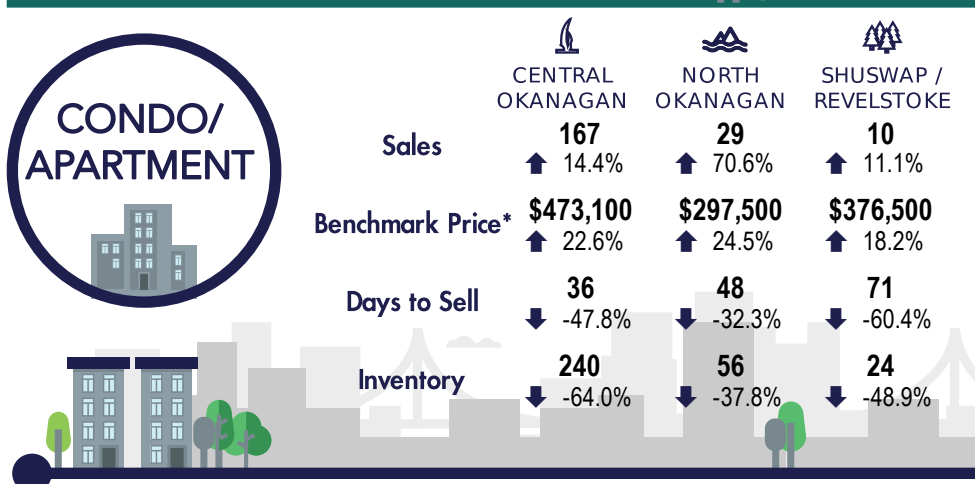 CONDO/
APARTMENT
CENTRAL
OKANAGAN
NORTH
OKANAGAN
SHUSWAP /
REVELSTOKE
Sales
167
14.4%
29
70.6%
10
11.1%
Benchmark Price*
$473,100
22.6%
$297,500
24.5%
$376,500
18.2%
Days to Sell
36
-47.8%
48
-32.3%
71
-60.4%
Inventory
240
-64.0%
56
-37.8%
24
-48.9%